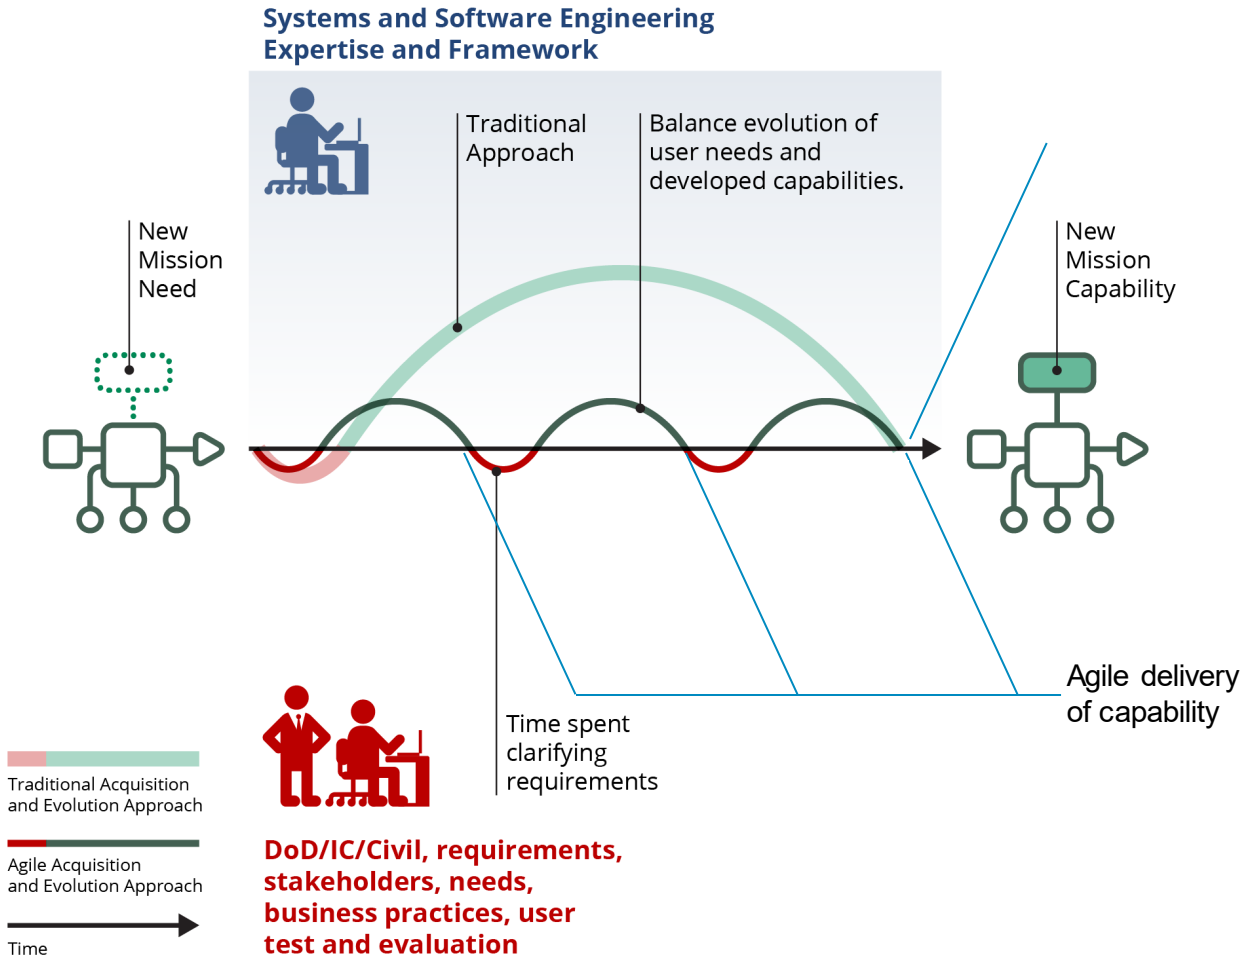 Systems and Software Engineering
Expertise and Framework
Traditional
Approach
Balance evolution of
user needs and
developed capabilities.
New
Mission
Need
New
Mission
Capability
Agile delivery
of capability
Time spent
clarifying
requirements
Traditional Acquisition
and Evolution Approach
Agile Acquisition
and Evolution Approach
Time
DoD/IC/Civil, requirements,
stakeholders, needs,
business practices, user
test and evaluation